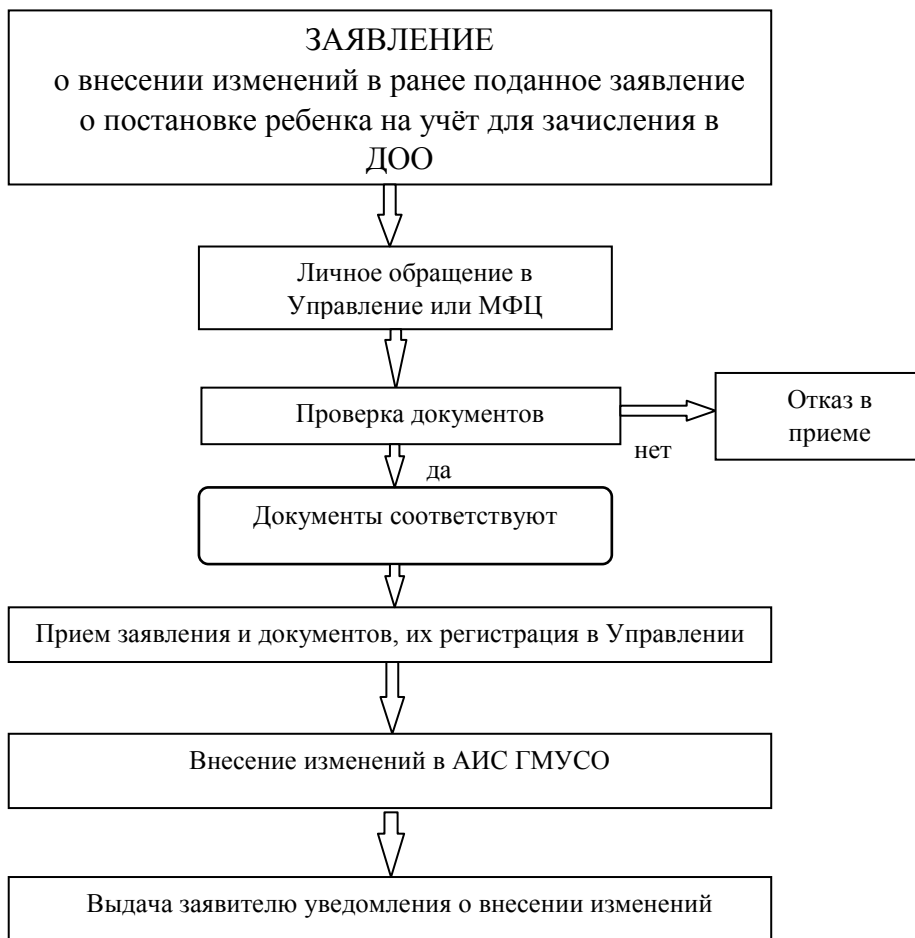 ЗАЯВЛЕНИЕ
о внесении изменений в ранее поданное заявление
о постановке ребенка на учёт для зачисления в
ДОО
Личное обращение в
Управление или МФЦ
Проверка документов
Отказ в
приеме
нет
да
Документы соответствуют
Прием заявления и документов, их регистрация в Управлении
Внесение изменений в АИС ГМУСО
Выдача заявителю уведомления о внесении изменений